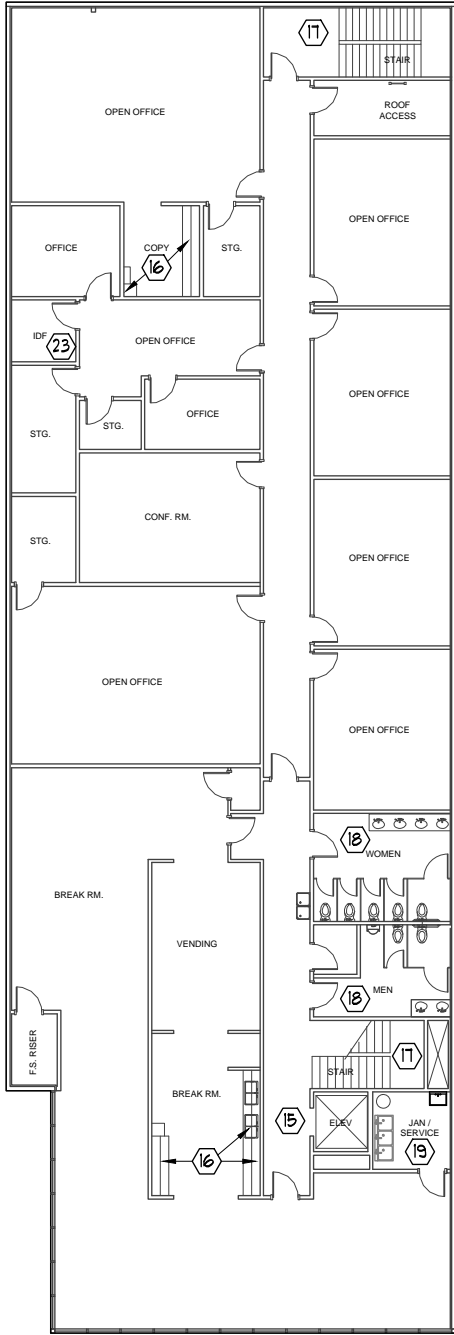 17
STAIR
ROOF
ACCESS
OPEN OFFICE
OPEN OFFICE
OFFICE
COPY
16
STG.
IDF
23
OPEN OFFICE
OPEN OFFICE
STG.
STG.
OFFICE
CONF. RM.
STG.
OPEN OFFICE
OPEN OFFICE
OPEN OFFICE
18
WOMEN
BREAK RM.
VENDING
18
MEN
F.S. RISER
17
STAIR
BREAK RM.
15
ELEV
JAN /
SERVICE
19
16